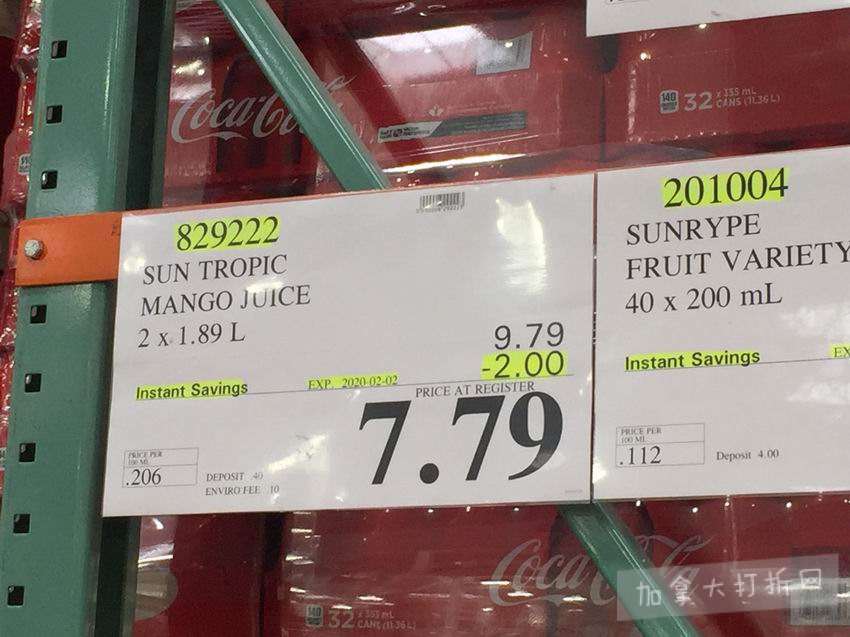 Coca-Cola
140
32 x 355 mL
CANS (11.36 L)
829222
SUN TROPIC
MANGO JUICE
2 x 1.89 L
9.79
-2.00
Instant Savings
EXP. 2020-02-02
PRICE AT REGISTER
7.79
PRICE PER
100 ML
.206
DEPOSIT .40
ENVIRO FEE .10
201004
SUNRYPE
FRUIT VARIETY
40 x 200 mL
Instant Savings
EX
PRICE PER
100 ML
.112
Deposit 4.00
Coca-Cola
140
32 x 355 mL
CANS (11.36 L)
加拿大打折网